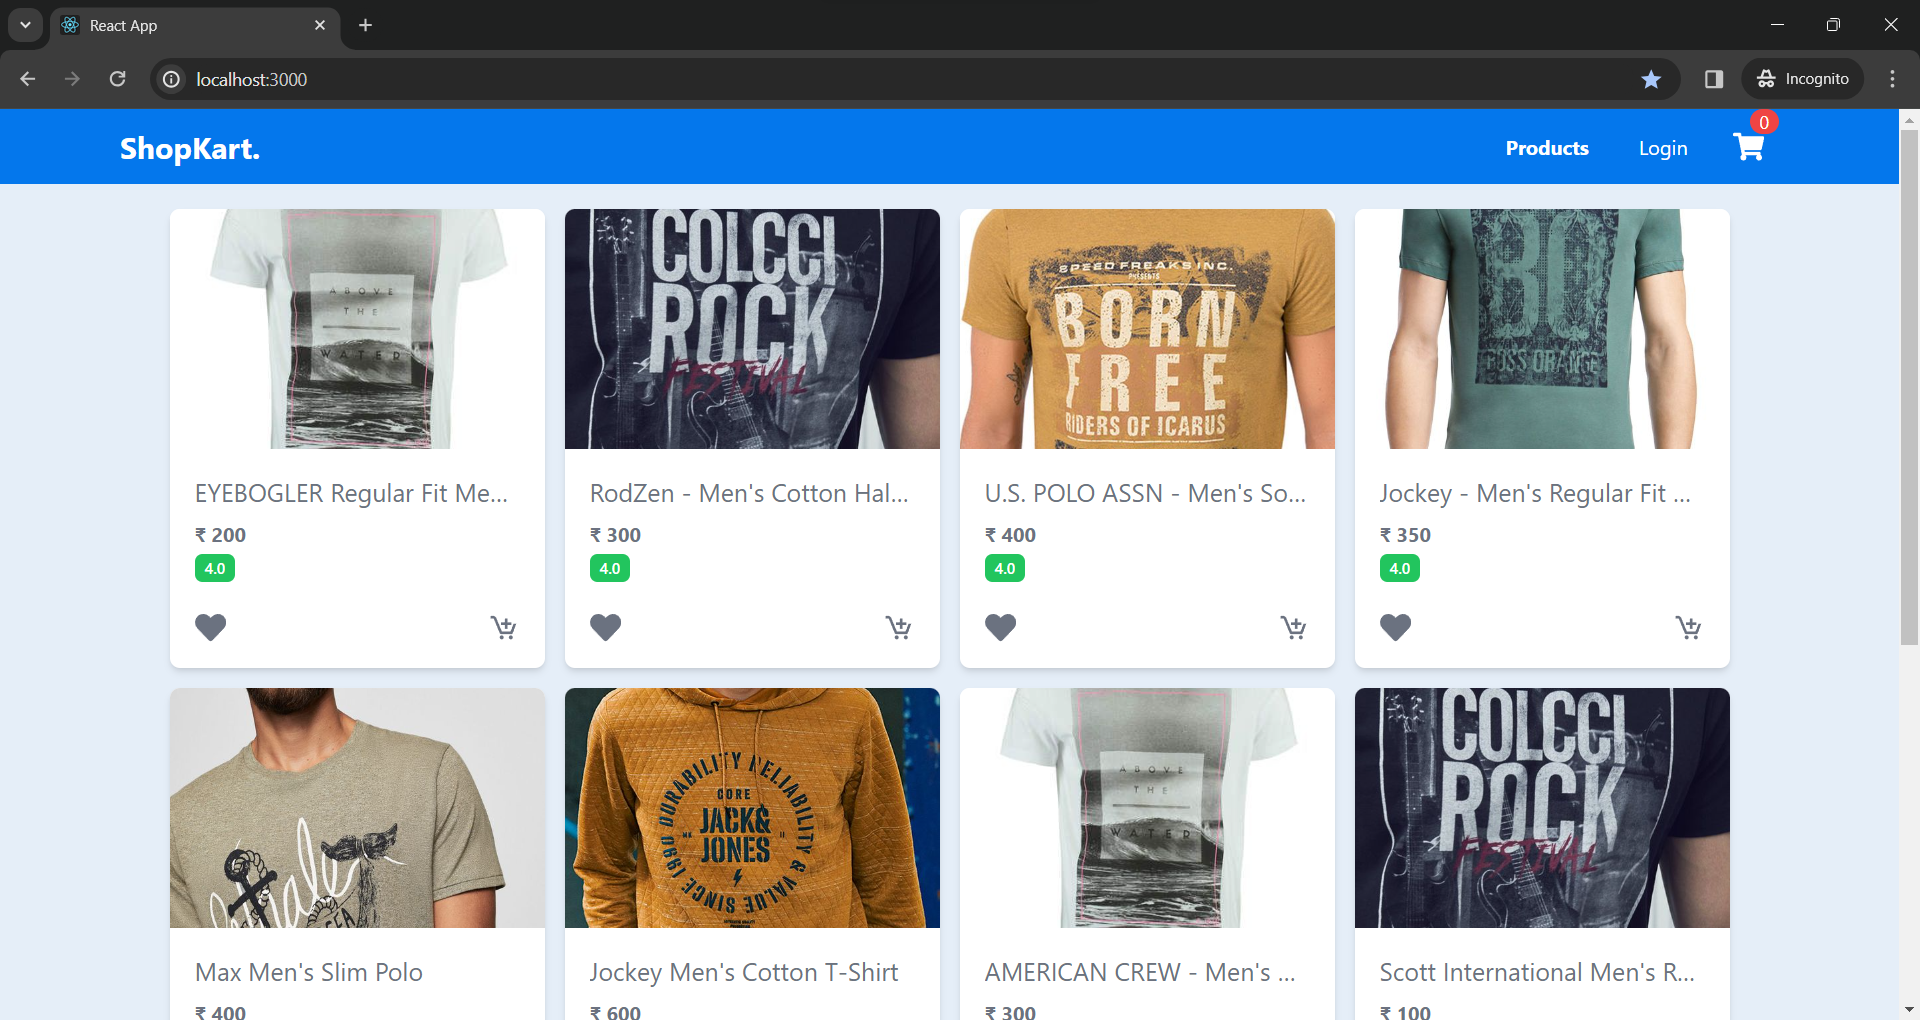 React App
localhost:3000
Incognito
ShopKart.
Products
Login
0
ABOVE
THE
WATER
COLCCI
ROCK
FESTIVAL
SPEED FREAKS INC.
PRESENTS
BORN
FREE
RIDERS OF ICARUS
BO
ORANGE
EYEBOGLER Regular Fit Me...
₹ 200
4.0
RodZen - Men's Cotton Hal...
₹ 300
4.0
U.S. POLO ASSN - Men's So...
₹ 400
4.0
Jockey - Men's Regular Fit ...
₹ 350
4.0
DURABILITY RELIABILITY & VALUE SINCE 1990
CORE
JACK&
JONES
ABOVE
THE
WATER
COLCCI
ROCK
FESTIVAL
Max Men's Slim Polo
₹ 400
Jockey Men's Cotton T-Shirt
₹ 600
AMERICAN CREW - Men's ...
₹ 300
Scott International Men's R...
₹ 100